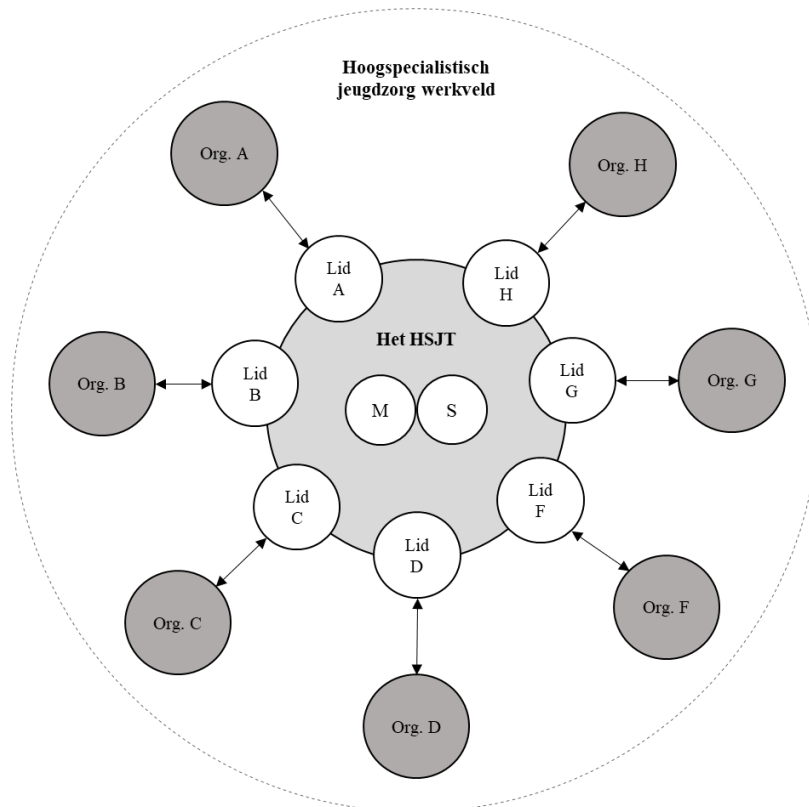 Hoogspecialistisch
jeugdzorg werkveld
Org. A
Org. H
Lid
A
Lid
H
Het HSJT
Org. B
Lid
B
M
S
Lid
G
Org. G
Lid
C
Lid
F
Lid
D
Org. C
Org. F
Org. D